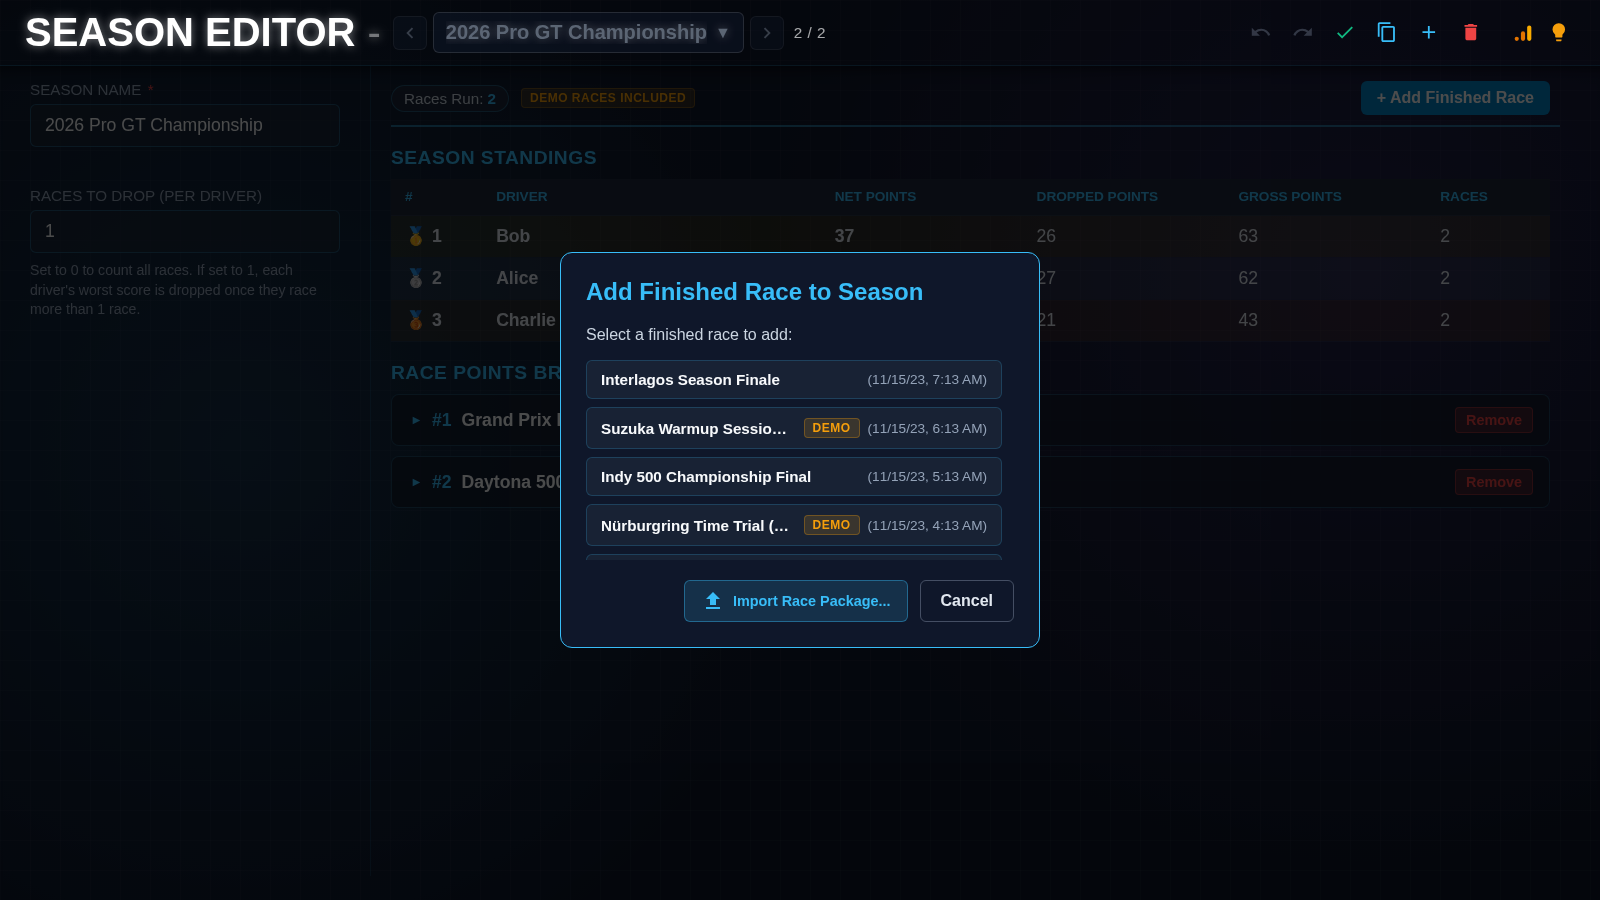 SEASON EDITOR - 2026 Pro GT Championship ▼ 2 / 2
SEASON NAME *
2026 Pro GT Championship
RACES TO DROP (PER DRIVER)
1
Set to 0 to count all races. If set to 1, each
driver's worst score is dropped once they race
more than 1 race.
Races Run: 2 DEMO RACES INCLUDED + Add Finished Race
SEASON STANDINGS
# DRIVER NET POINTS DROPPED POINTS GROSS POINTS RACES
1 Bob 37 26 63 2
2 Alice 27 62 2
3 Charlie 21 43 2
RACE POINTS BR
► #1 Grand Prix Remove
► #2 Daytona 500 Remove
Add Finished Race to Season
Select a finished race to add:
Interlagos Season Finale (11/15/23, 7:13 AM)
Suzuka Warmup Sessio… DEMO (11/15/23, 6:13 AM)
Indy 500 Championship Final (11/15/23, 5:13 AM)
Nürburgring Time Trial (… DEMO (11/15/23, 4:13 AM)
Import Race Package... Cancel